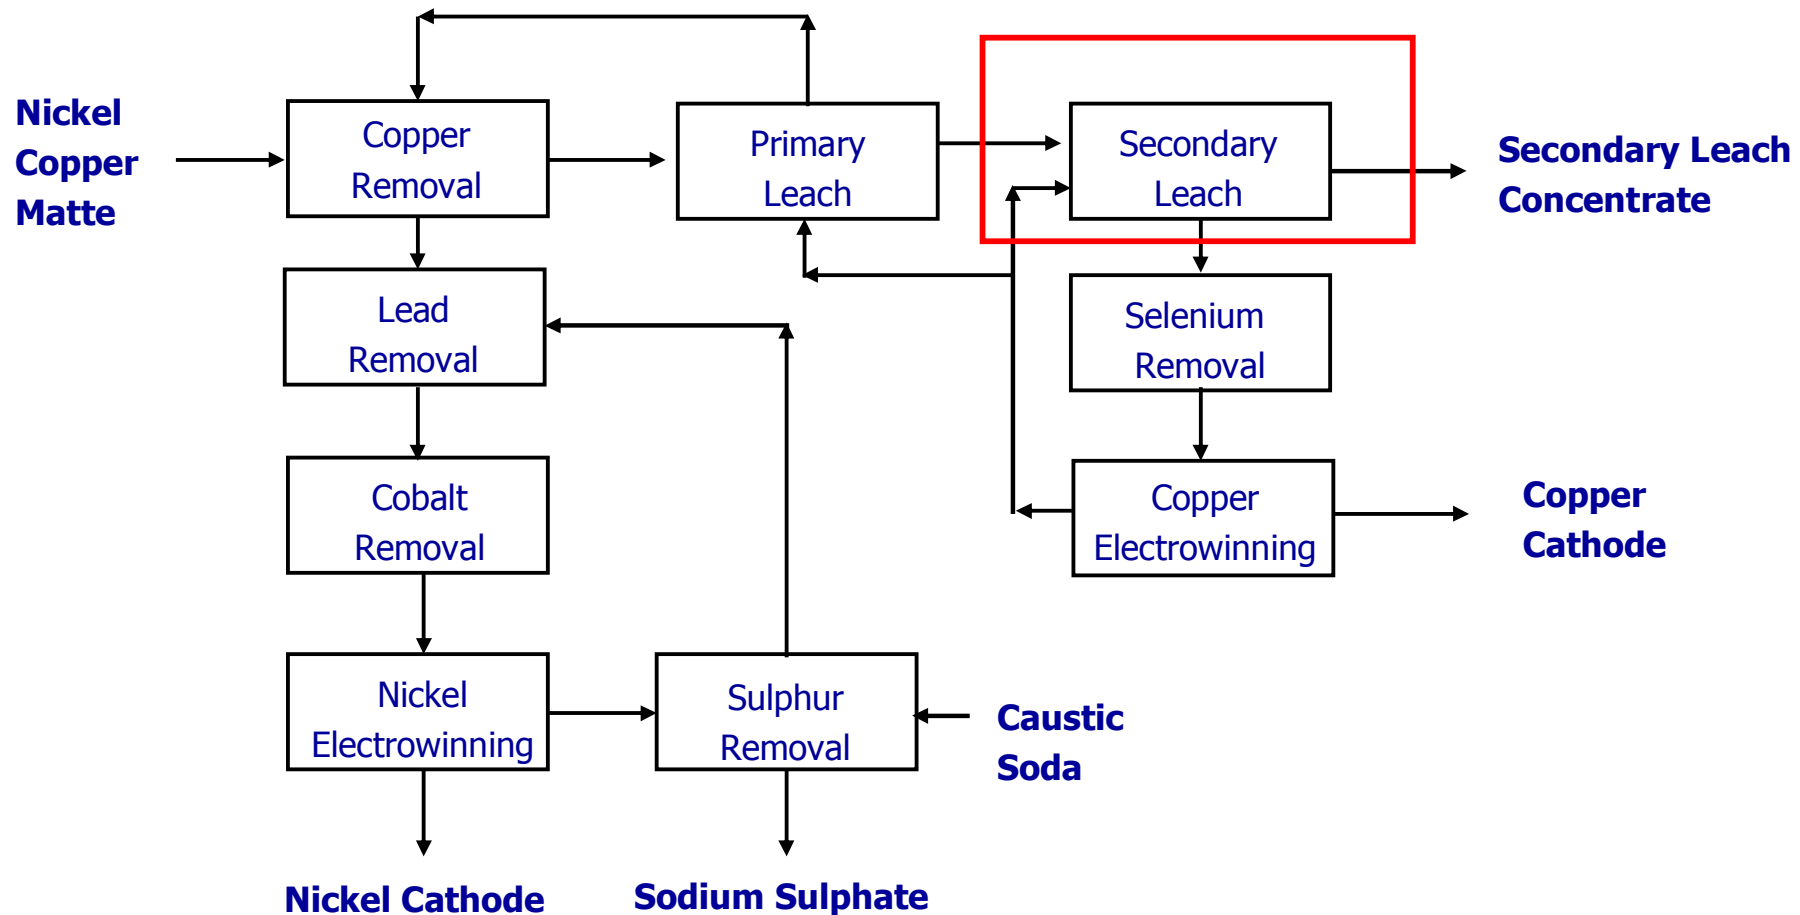 Nickel
Copper
Matte
Copper
Removal
Primary
Leach
Secondary
Leach
Secondary Leach
Concentrate
Lead
Removal
Selenium
Removal
Cobalt
Removal
Copper
Electrowinning
Copper
Cathode
Nickel
Electrowinning
Sulphur
Removal
Caustic
Soda
Nickel Cathode
Sodium Sulphate